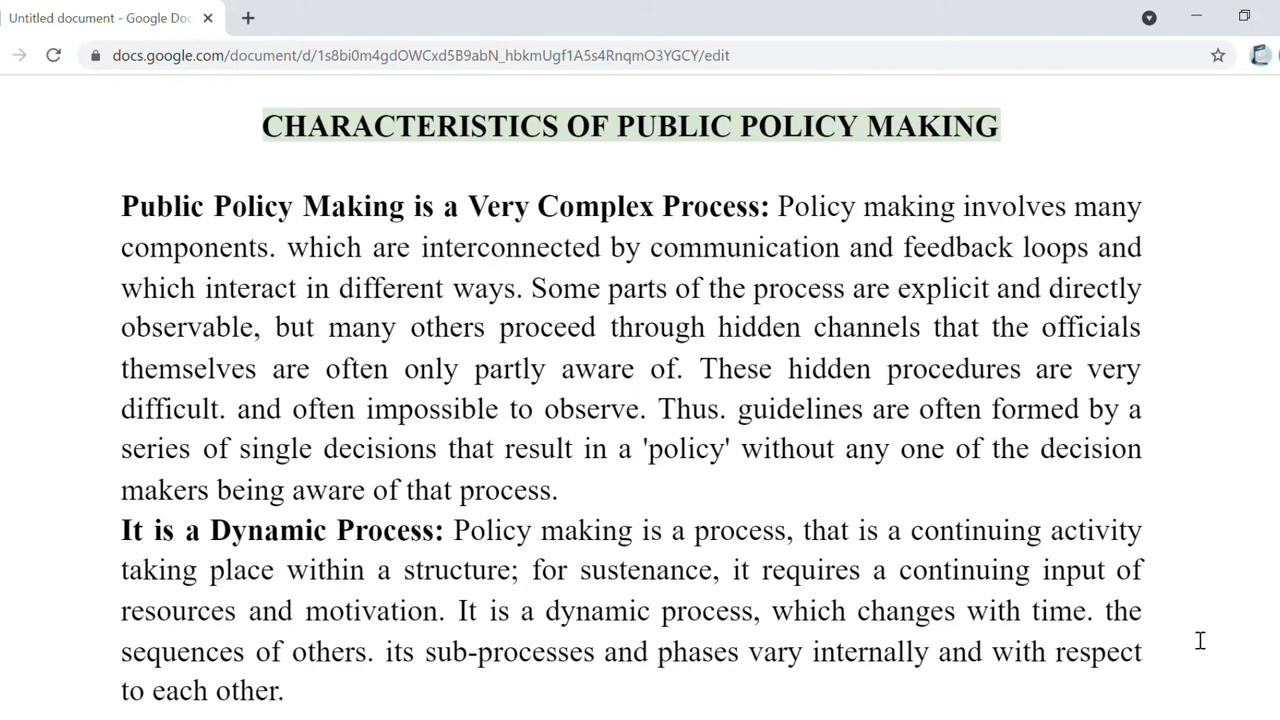 Untitled document - Google Doc
docs.google.com/document/d/1s8bi0m4gdOWCxd5B9abN_hbkmUgf1A5s4RnqmO3YGCY/edit
CHARACTERISTICS OF PUBLIC POLICY MAKING
Public Policy Making is a Very Complex Process: Policy making involves many
components. which are interconnected by communication and feedback loops and
which interact in different ways. Some parts of the process are explicit and directly
observable, but many others proceed through hidden channels that the officials
themselves are often only partly aware of. These hidden procedures are very
difficult. and often impossible to observe. Thus. guidelines are often formed by a
series of single decisions that result in a 'policy' without any one of the decision
makers being aware of that process.
It is a Dynamic Process: Policy making is a process, that is a continuing activity
taking place within a structure; for sustenance, it requires a continuing input of
resources and motivation. It is a dynamic process, which changes with time. the
sequences of others. its sub-processes and phases vary internally and with respect
to each other.